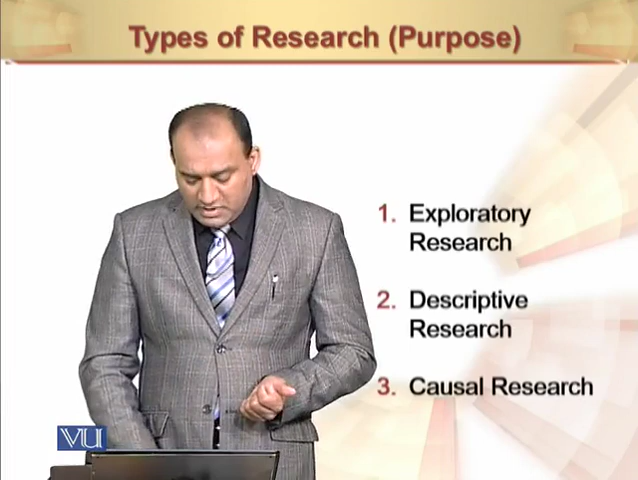 Types of Research (Purpose)
1. Exploratory
Research
2. Descriptive
Research
3. Causal Research
VU